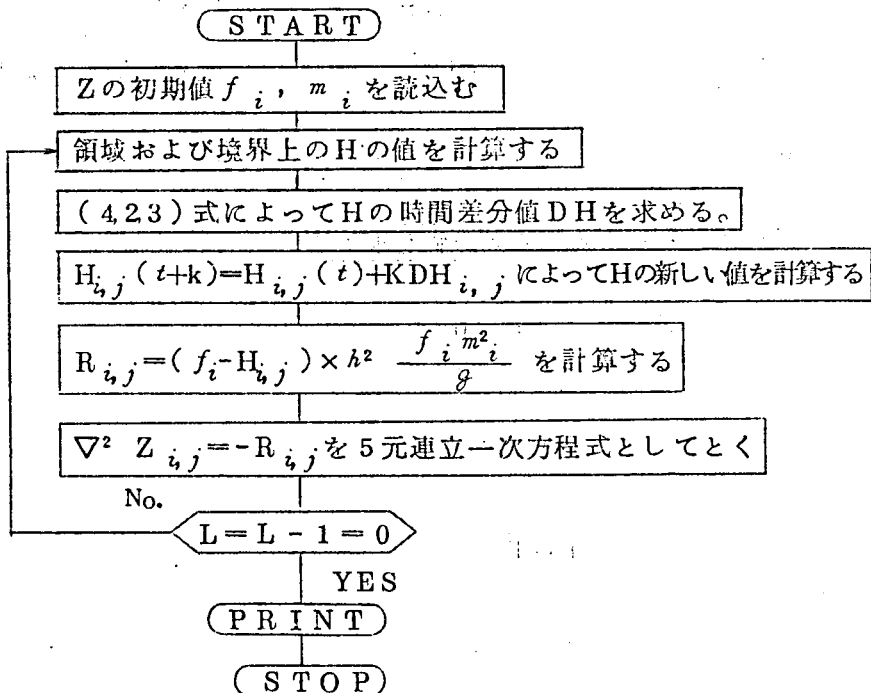 START
Zの初期値 f i , m i を読込む
領域および境界上のHの値を計算する
(4,2,3)式によってHの時間差分値DHを求める。
H i,j (t+k)=H i,j (t)+KDH i,j によってHの新しい値を計算する
R i,j =( f i -H i,j )×h² f i m² i / g を計算する
∇² Z i,j =-R i,j を5元連立一次方程式としてとく
No.
L=L-1=0
YES
PRINT
STOP